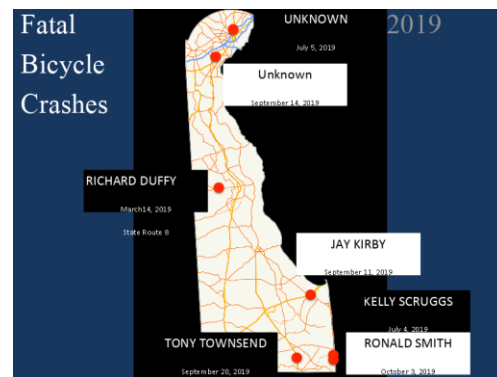 Fatal
Bicycle
Crashes
2019
UNKNOWN
July 5, 2019
Unknown
September 14, 2019
RICHARD DUFFY
March14, 2019
State Route 8
JAY KIRBY
September 11, 2019
KELLY SCRUGGS
July 4, 2019
TONY TOWNSEND
September 20, 2019
RONALD SMITH
October 3, 2019